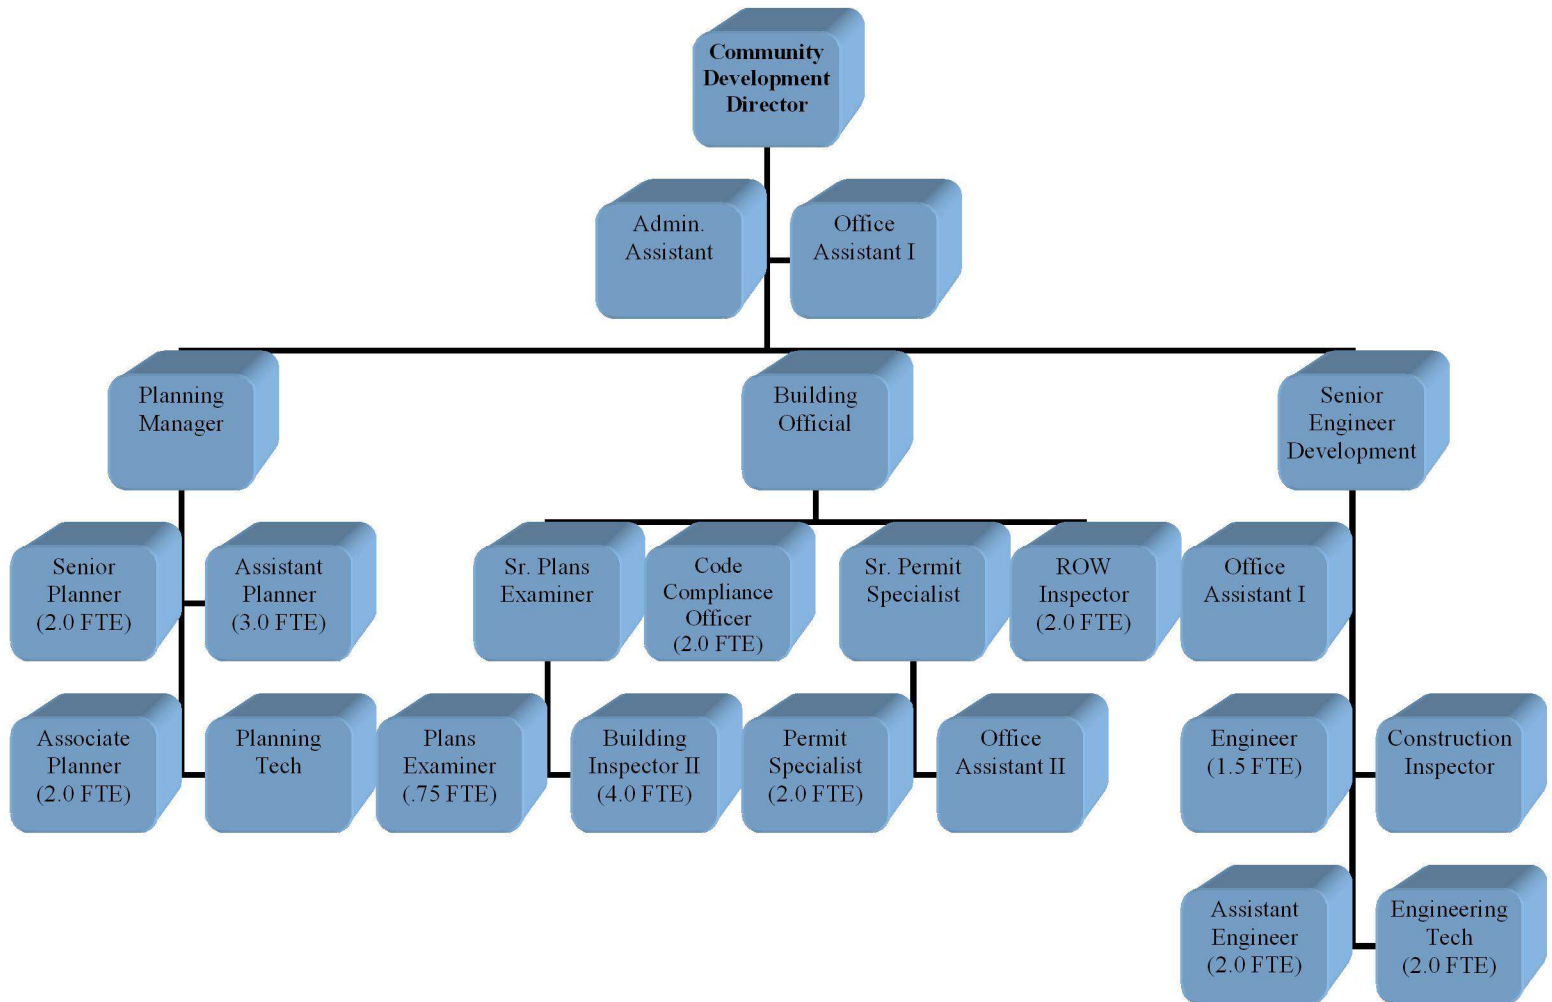 Community
Development
Director
Admin.
Assistant
Office
Assistant I
Planning
Manager
Building
Official
Senior
Engineer
Development
Senior
Planner
(2.0 FTE)
Assistant
Planner
(3.0 FTE)
Sr. Plans
Examiner
Code
Compliance
Officer
(2.0 FTE)
Sr. Permit
Specialist
ROW
Inspector
(2.0 FTE)
Office
Assistant I
Associate
Planner
(2.0 FTE)
Planning
Tech
Plans
Examiner
(.75 FTE)
Building
Inspector II
(4.0 FTE)
Permit
Specialist
(2.0 FTE)
Office
Assistant II
Engineer
(1.5 FTE)
Construction
Inspector
Assistant
Engineer
(2.0 FTE)
Engineering
Tech
(2.0 FTE)